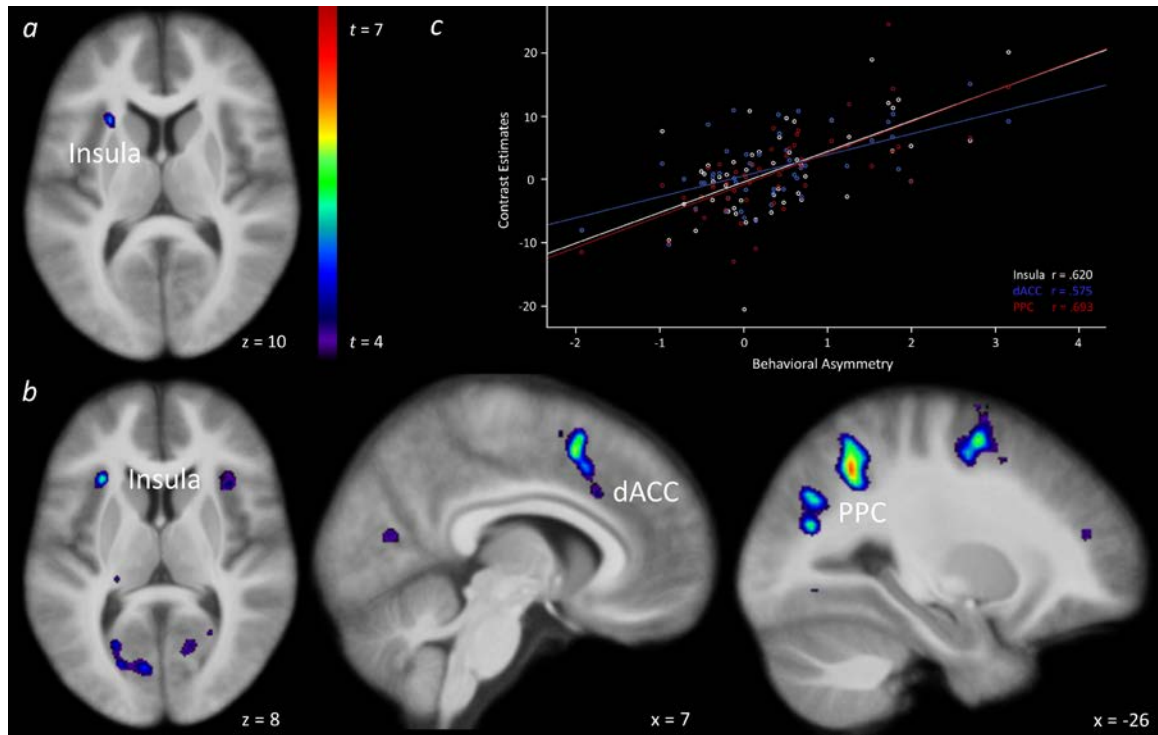 a
t = 7
Insula
t = 4
z = 10
c
20
10
0
-10
-20
Contrast Estimates
Insula r = .620
dACC r = .575
PPC r = .693
-2 -1 0 1 2 3 4
Behavioral Asymmetry
b
Insula
z = 8
dACC
x = 7
PPC
x = -26